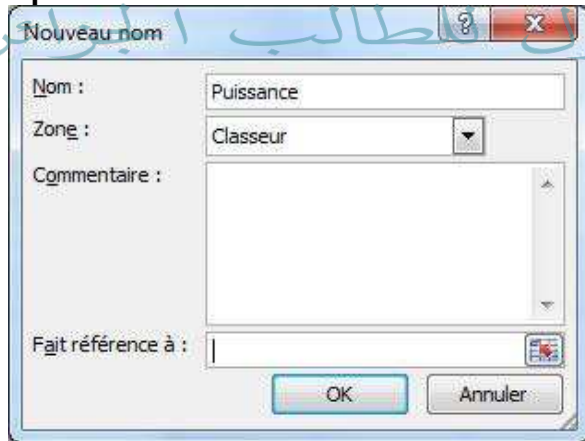 Nouveau nom
Nom :
Puissance
Zone :
Classeur
Commentaire :
Fait référence à :
OK
Annuler